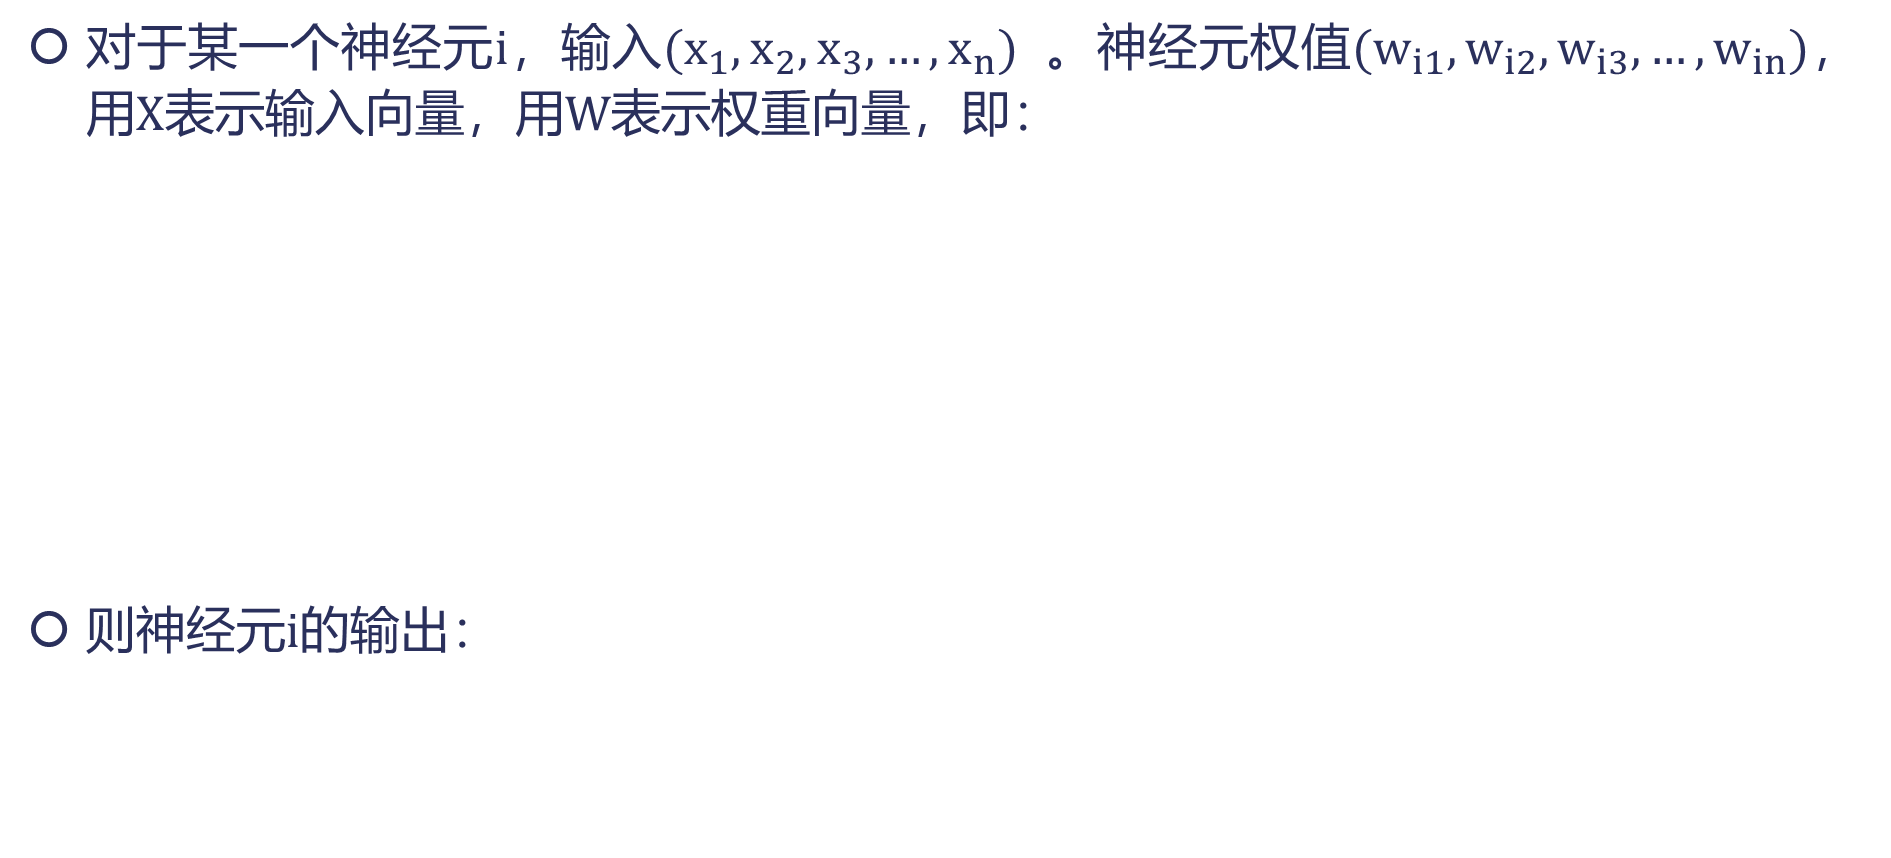 对于某一个神经元i，输入(x₁, x₂, x₃, … , xₙ) 。神经元权值(wᵢ₁, wᵢ₂, wᵢ₃, … , wᵢₙ)，
用X表示输入向量，用W表示权重向量，即：
则神经元i的输出：